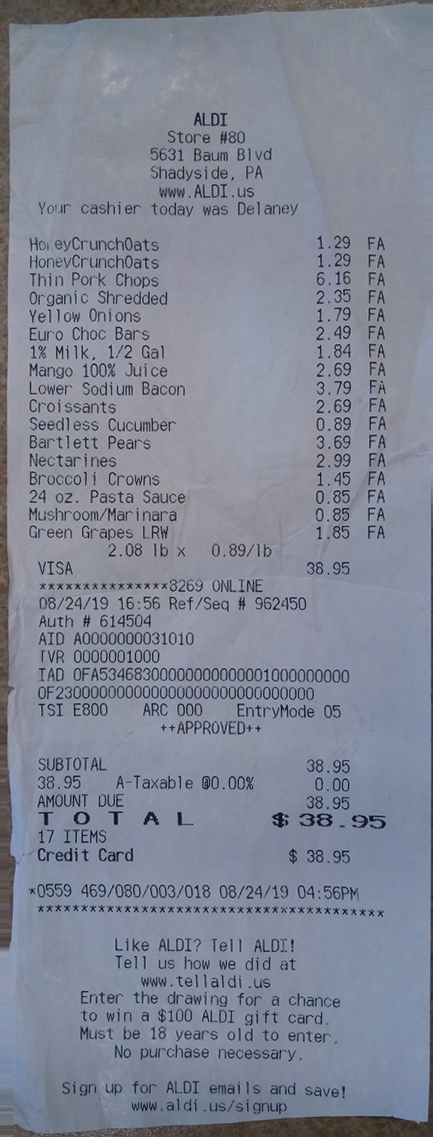 ALDI
Store #80
5631 Baum Blvd
Shadyside, PA
www.ALDI.us
Your cashier today was Delaney
HoneyCrunchOats 1.29 FA
HoneyCrunchOats 1.29 FA
Thin Pork Chops 6.16 FA
Organic Shredded 2.35 FA
Yellow Onions 1.79 FA
Euro Choc Bars 2.49 FA
1% Milk, 1/2 Gal 1.84 FA
Mango 100% Juice 2.69 FA
Lower Sodium Bacon 3.79 FA
Croissants 2.69 FA
Seedless Cucumber 0.89 FA
Bartlett Pears 3.69 FA
Nectarines 2.99 FA
Broccoli Crowns 1.45 FA
24 oz. Pasta Sauce 0.85 FA
Mushroom/Marinara 0.85 FA
Green Grapes LRW 1.85 FA
2.08 lb x 0.89/lb
VISA 38.95
***************8269 ONLINE
08/24/19 16:56 Ref/Seq # 962450
Auth # 614504
AID A0000000031010
TVR 0000001000
IAD 0FA534683000000000000001000000000
0F2300000000000000000000000000
TSI E800 ARC 000 EntryMode 05
++APPROVED++
SUBTOTAL 38.95
38.95 A-Taxable @0.00% 0.00
AMOUNT DUE 38.95
TOTAL $38.95
17 ITEMS
Credit Card $ 38.95
*0559 469/080/003/018 08/24/19 04:56PM
****************************************
Like ALDI? Tell ALDI!
Tell us how we did at
www.tellaldi.us
Enter the drawing for a chance
to win a $100 ALDI gift card.
Must be 18 years old to enter.
No purchase necessary.
Sign up for ALDI emails and save!
www.aldi.us/signup